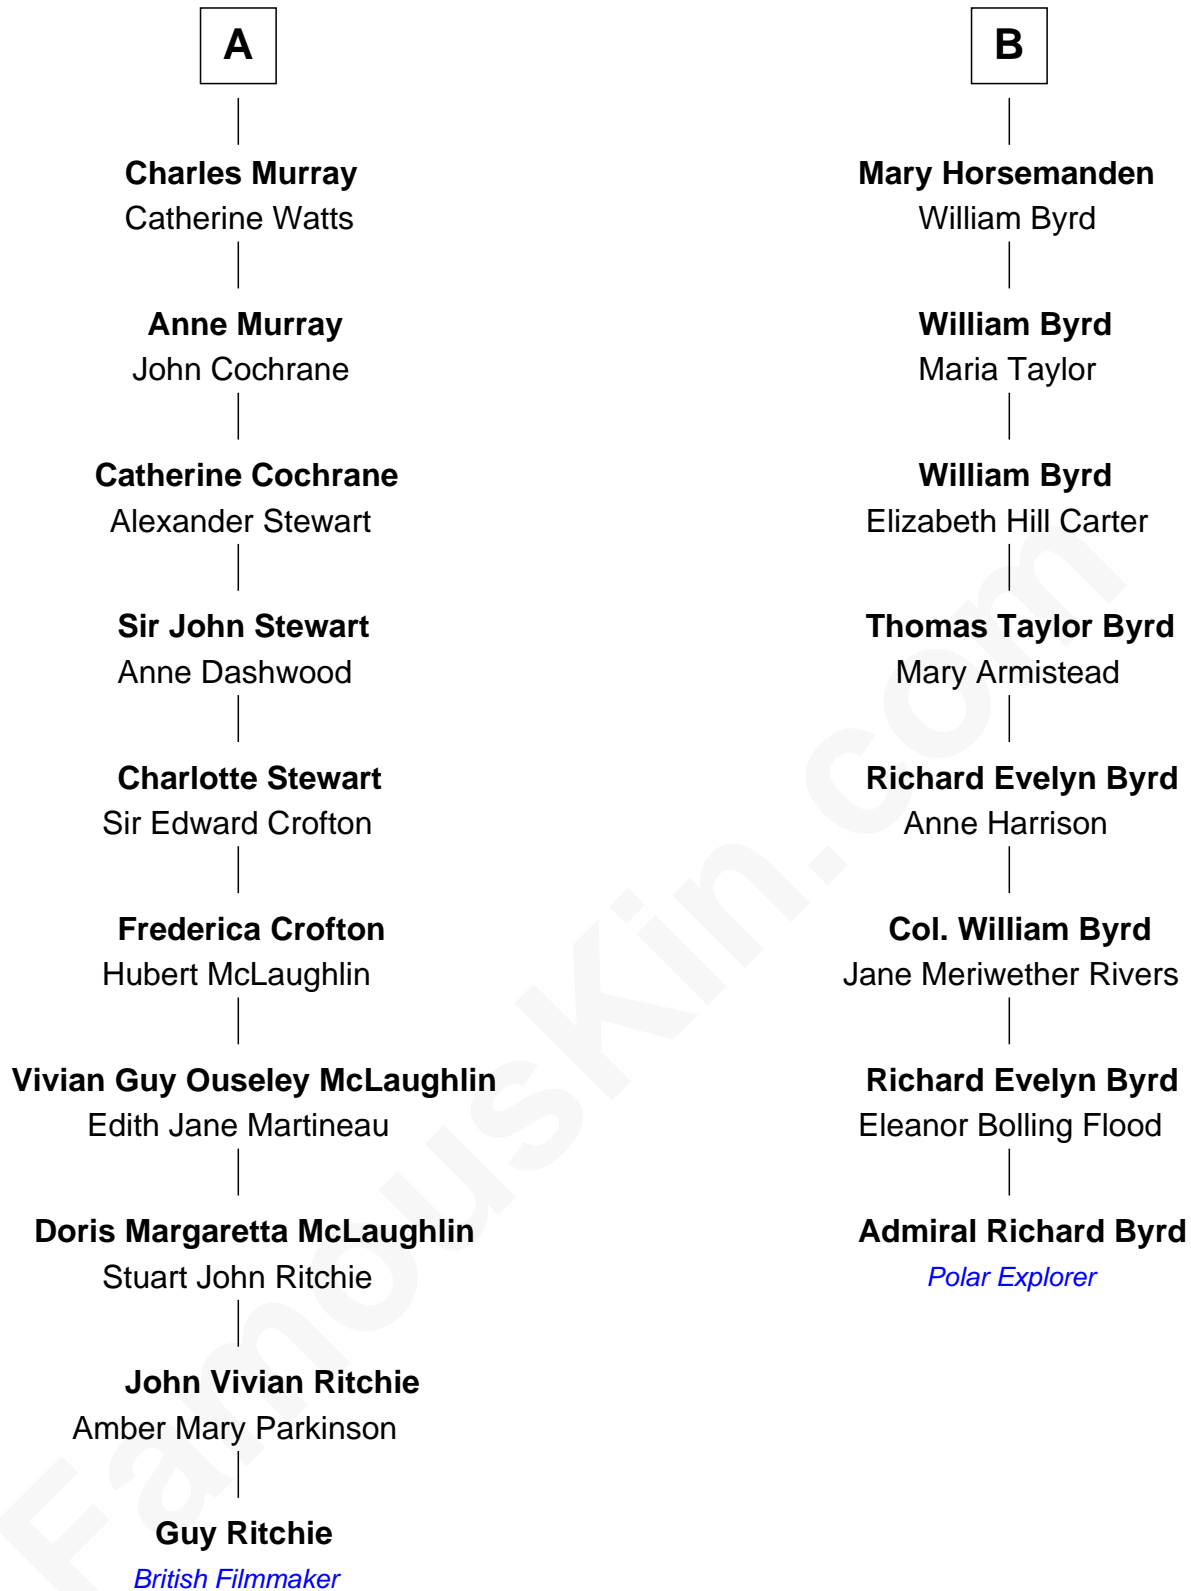 A
Charles Murray
Catherine Watts
Anne Murray
John Cochrane
Catherine Cochrane
Alexander Stewart
Sir John Stewart
Anne Dashwood
Charlotte Stewart
Sir Edward Crofton
Frederica Crofton
Hubert McLaughlin
Vivian Guy Ouseley McLaughlin
Edith Jane Martineau
Doris Margaretta McLaughlin
Stuart John Ritchie
John Vivian Ritchie
Amber Mary Parkinson
Guy Ritchie
British Filmmaker
B
Mary Horsemanden
William Byrd
William Byrd
Maria Taylor
William Byrd
Elizabeth Hill Carter
Thomas Taylor Byrd
Mary Armistead
Richard Evelyn Byrd
Anne Harrison
Col. William Byrd
Jane Meriwether Rivers
Richard Evelyn Byrd
Eleanor Bolling Flood
Admiral Richard Byrd
Polar Explorer
FamousKin.com